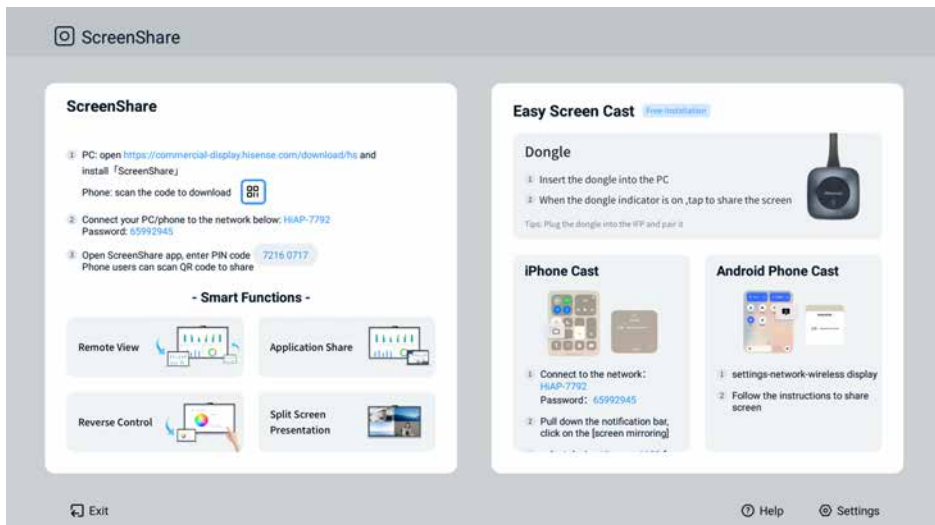 ScreenShare
ScreenShare
1 PC: open https://commercial-display.hisense.com/download/hs and
install「ScreenShare」
Phone: scan the code to download
2 Connect your PC/phone to the network below: HiAP-7792
Password: 65992945
3 Open ScreenShare app, enter PIN code 7216 0717
Phone users can scan QR code to share
- Smart Functions -
Remote View
Application Share
Reverse Control
Split Screen
Presentation
Easy Screen Cast Free installation
Dongle
1 Insert the dongle into the PC
2 When the dongle indicator is on ,tap to share the screen
Tips: Plug the dongle into the IFP and pair it
iPhone Cast
1 Connect to the network:
HiAP-7792
Password: 65992945
2 Pull down the notification bar,
click on the [screen mirroring]
Android Phone Cast
1 settings-network-wireless display
2 Follow the instructions to share
screen
Exit
Help
Settings